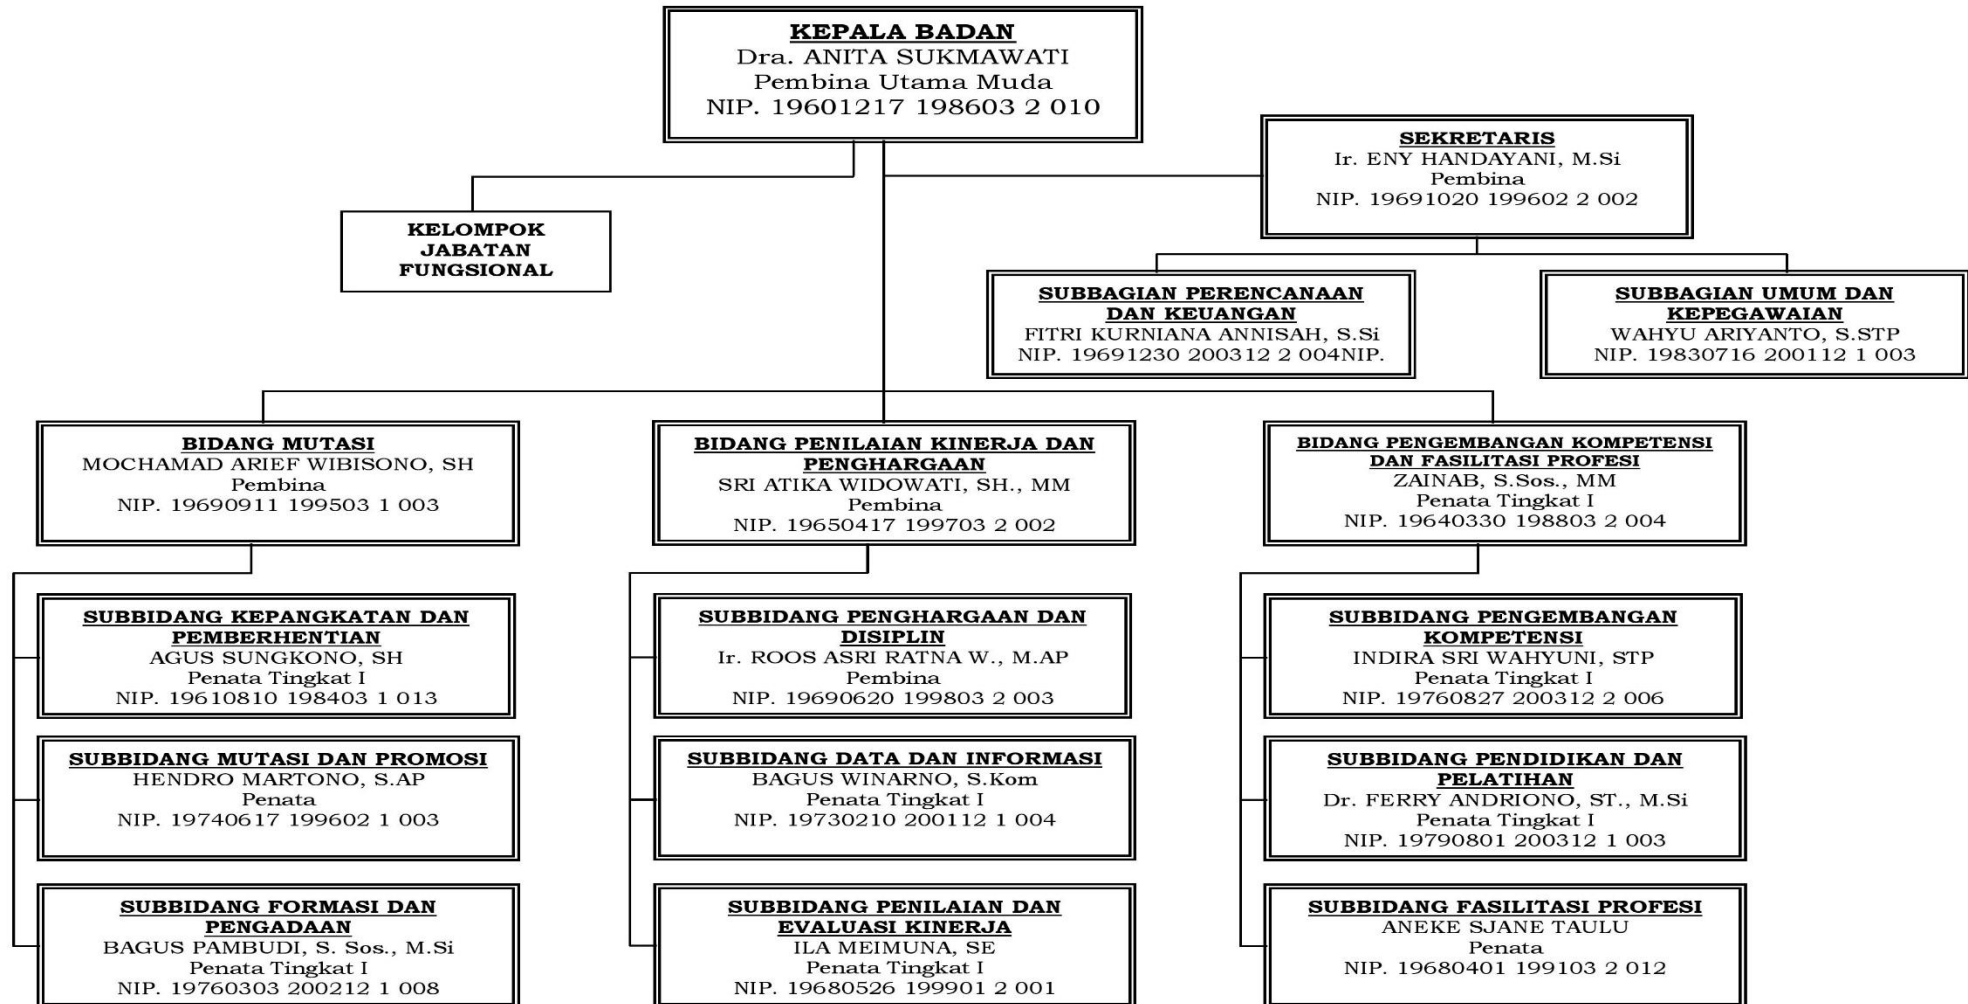 KEPALA BADAN
Dra. ANITA SUKMAWATI
Pembina Utama Muda
NIP. 19601217 198603 2 010
SEKRETARIS
Ir. ENY HANDAYANI, M.Si
Pembina
NIP. 19691020 199602 2 002
KELOMPOK
JABATAN
FUNGSIONAL
SUBBAGIAN PERENCANAAN
DAN KEUANGAN
FITRI KURNIANA ANNISAH, S.Si
NIP. 19691230 200312 2 004NIP.
SUBBAGIAN UMUM DAN
KEPEGAWAIAN
WAHYU ARIYANTO, S.STP
NIP. 19830716 200112 1 003
BIDANG MUTASI
MOCHAMAD ARIEF WIBISONO, SH
Pembina
NIP. 19690911 199503 1 003
BIDANG PENILAIAN KINERJA DAN
PENGHARGAAN
SRI ATIKA WIDOWATI, SH., MM
Pembina
NIP. 19650417 199703 2 002
BIDANG PENGEMBANGAN KOMPETENSI
DAN FASILITASI PROFESI
ZAINAB, S.Sos., MM
Penata Tingkat I
NIP. 19640330 198803 2 004
SUBBIDANG KEPANGKATAN DAN
PEMBERHENTIAN
AGUS SUNGKONO, SH
Penata Tingkat I
NIP. 19610810 198403 1 013
SUBBIDANG PENGHARGAAN DAN
DISIPLIN
Ir. ROOS ASRI RATNA W., M.AP
Pembina
NIP. 19690620 199803 2 003
SUBBIDANG PENGEMBANGAN
KOMPETENSI
INDIRA SRI WAHYUNI, STP
Penata Tingkat I
NIP. 19760827 200312 2 006
SUBBIDANG MUTASI DAN PROMOSI
HENDRO MARTONO, S.AP
Penata
NIP. 19740617 199602 1 003
SUBBIDANG DATA DAN INFORMASI
BAGUS WINARNO, S.Kom
Penata Tingkat I
NIP. 19730210 200112 1 004
SUBBIDANG PENDIDIKAN DAN
PELATIHAN
Dr. FERRY ANDRIONO, ST., M.Si
Penata Tingkat I
NIP. 19790801 200312 1 003
SUBBIDANG FORMASI DAN
PENGADAAN
BAGUS PAMBUDI, S. Sos., M.Si
Penata Tingkat I
NIP. 19760303 200212 1 008
SUBBIDANG PENILAIAN DAN
EVALUASI KINERJA
ILA MEIMUNA, SE
Penata Tingkat I
NIP. 19680526 199901 2 001
SUBBIDANG FASILITASI PROFESI
ANEKE SJANE TAULU
Penata
NIP. 19680401 199103 2 012